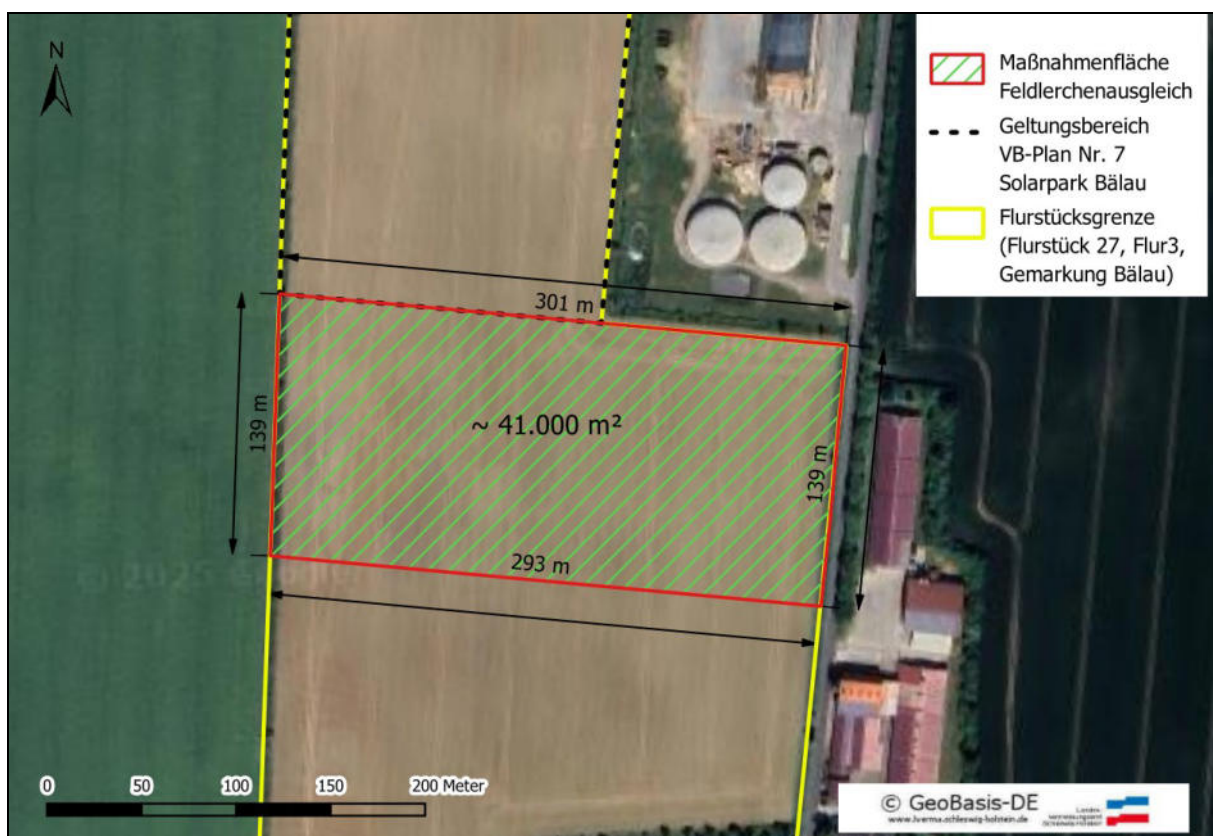 N
Maßnahmenfläche
Feldlerchenausgleich
Geltungsbereich
VB-Plan Nr. 7
Solarpark Bälau
Flurstücksgrenze
(Flurstück 27, Flur3,
Gemarkung Bälau)
301 m
139 m
~ 41.000 m²
139 m
293 m
0 50 100 150 200 Meter
© GeoBasis-DE
www.lverma.schleswig-holstein.de